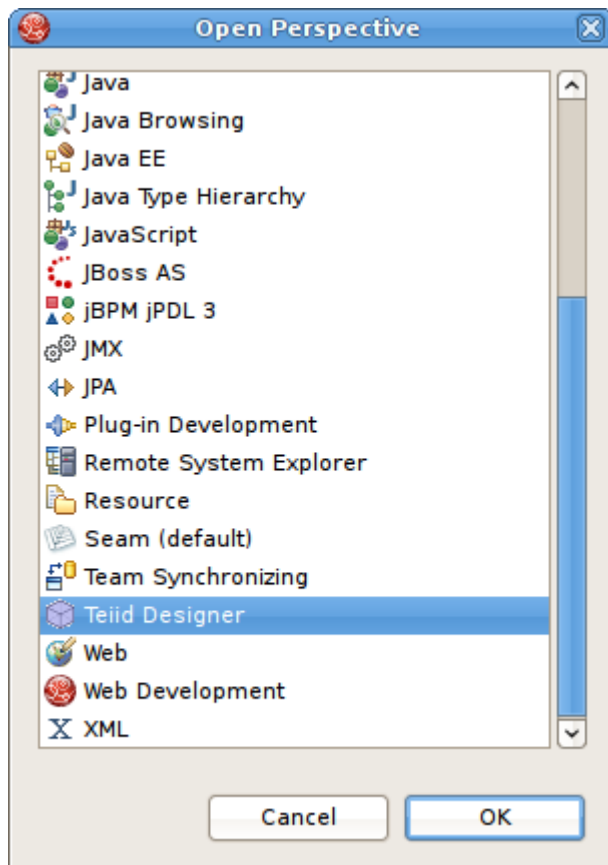 Open Perspective
Java
Java Browsing
Java EE
Java Type Hierarchy
JavaScript
JBoss AS
jBPM jPDL 3
JMX
JPA
Plug-in Development
Remote System Explorer
Resource
Seam (default)
Team Synchronizing
Teiid Designer
Web
Web Development
XML
Cancel OK